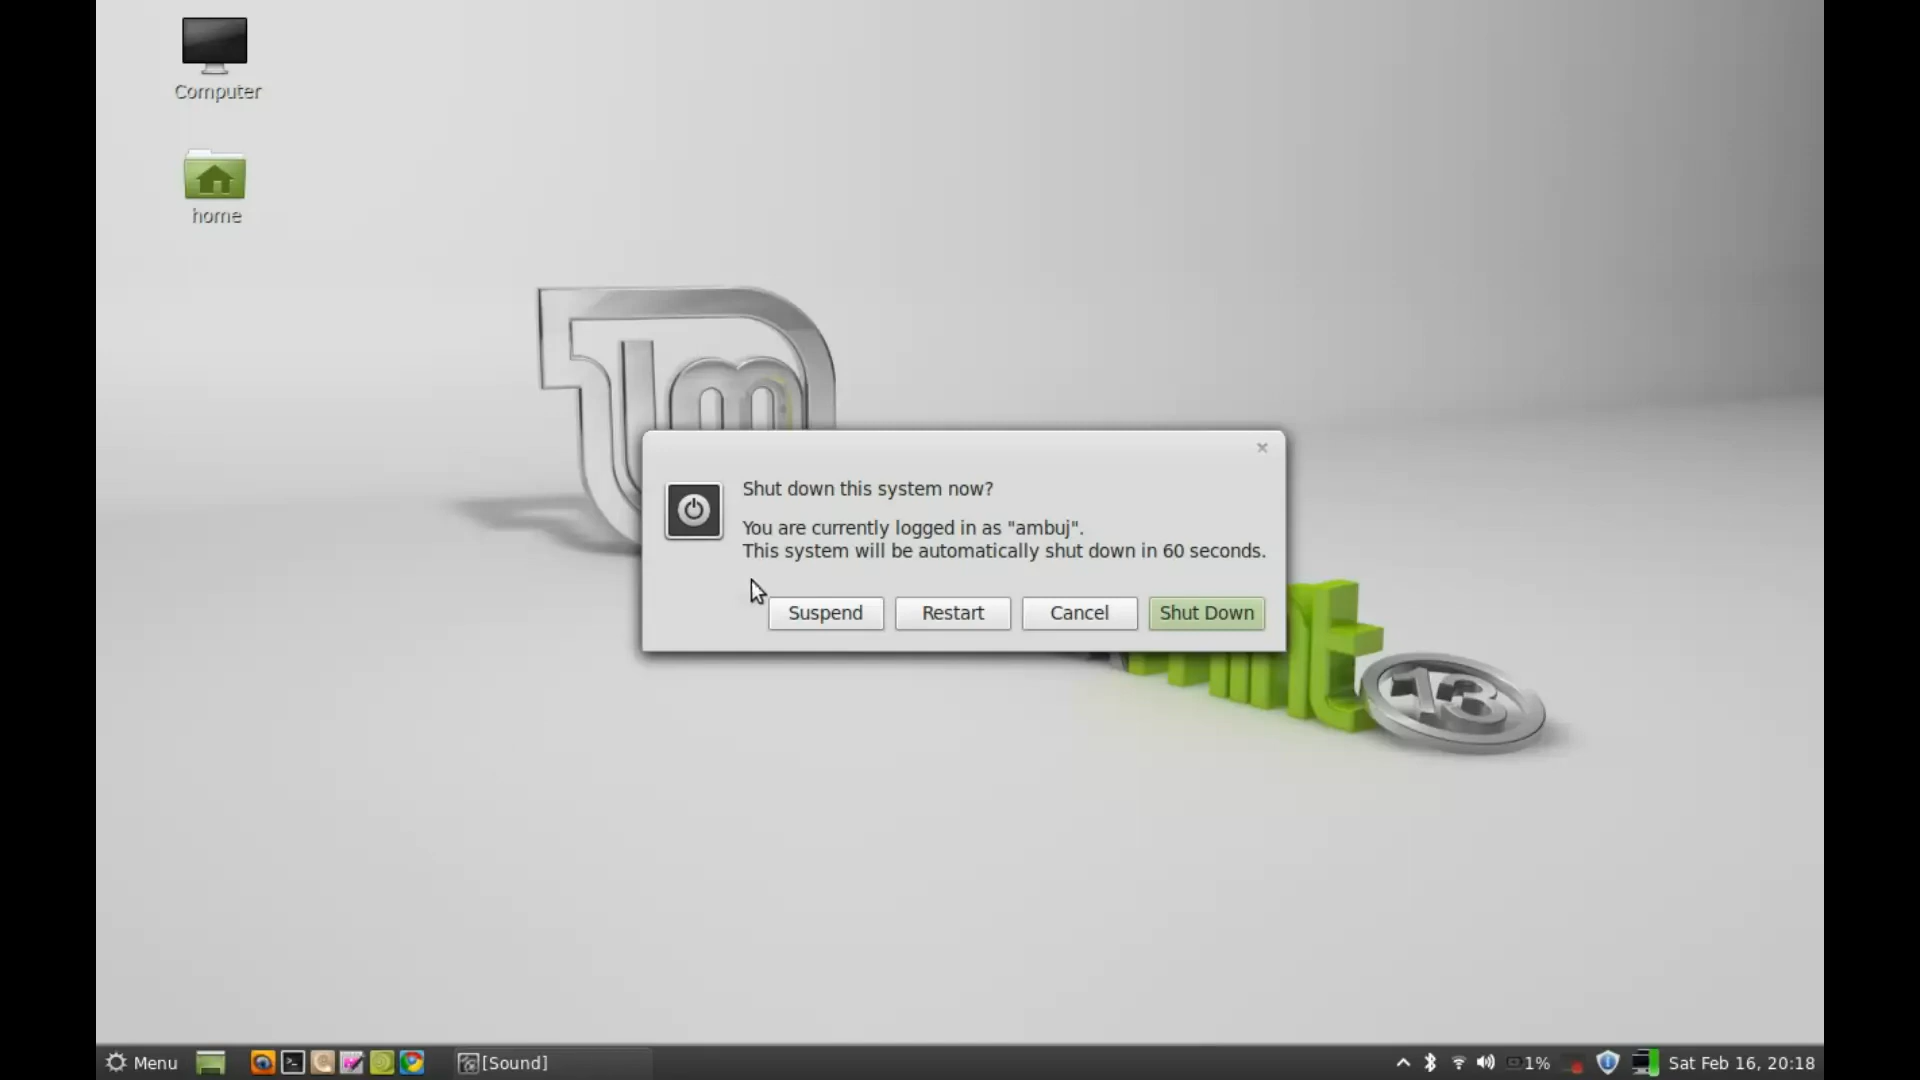 Computer
home
Shut down this system now?
You are currently logged in as "ambuj".
This system will be automatically shut down in 60 seconds.
Suspend Restart Cancel Shut Down
13
Menu [Sound] 1% Sat Feb 16, 20:18